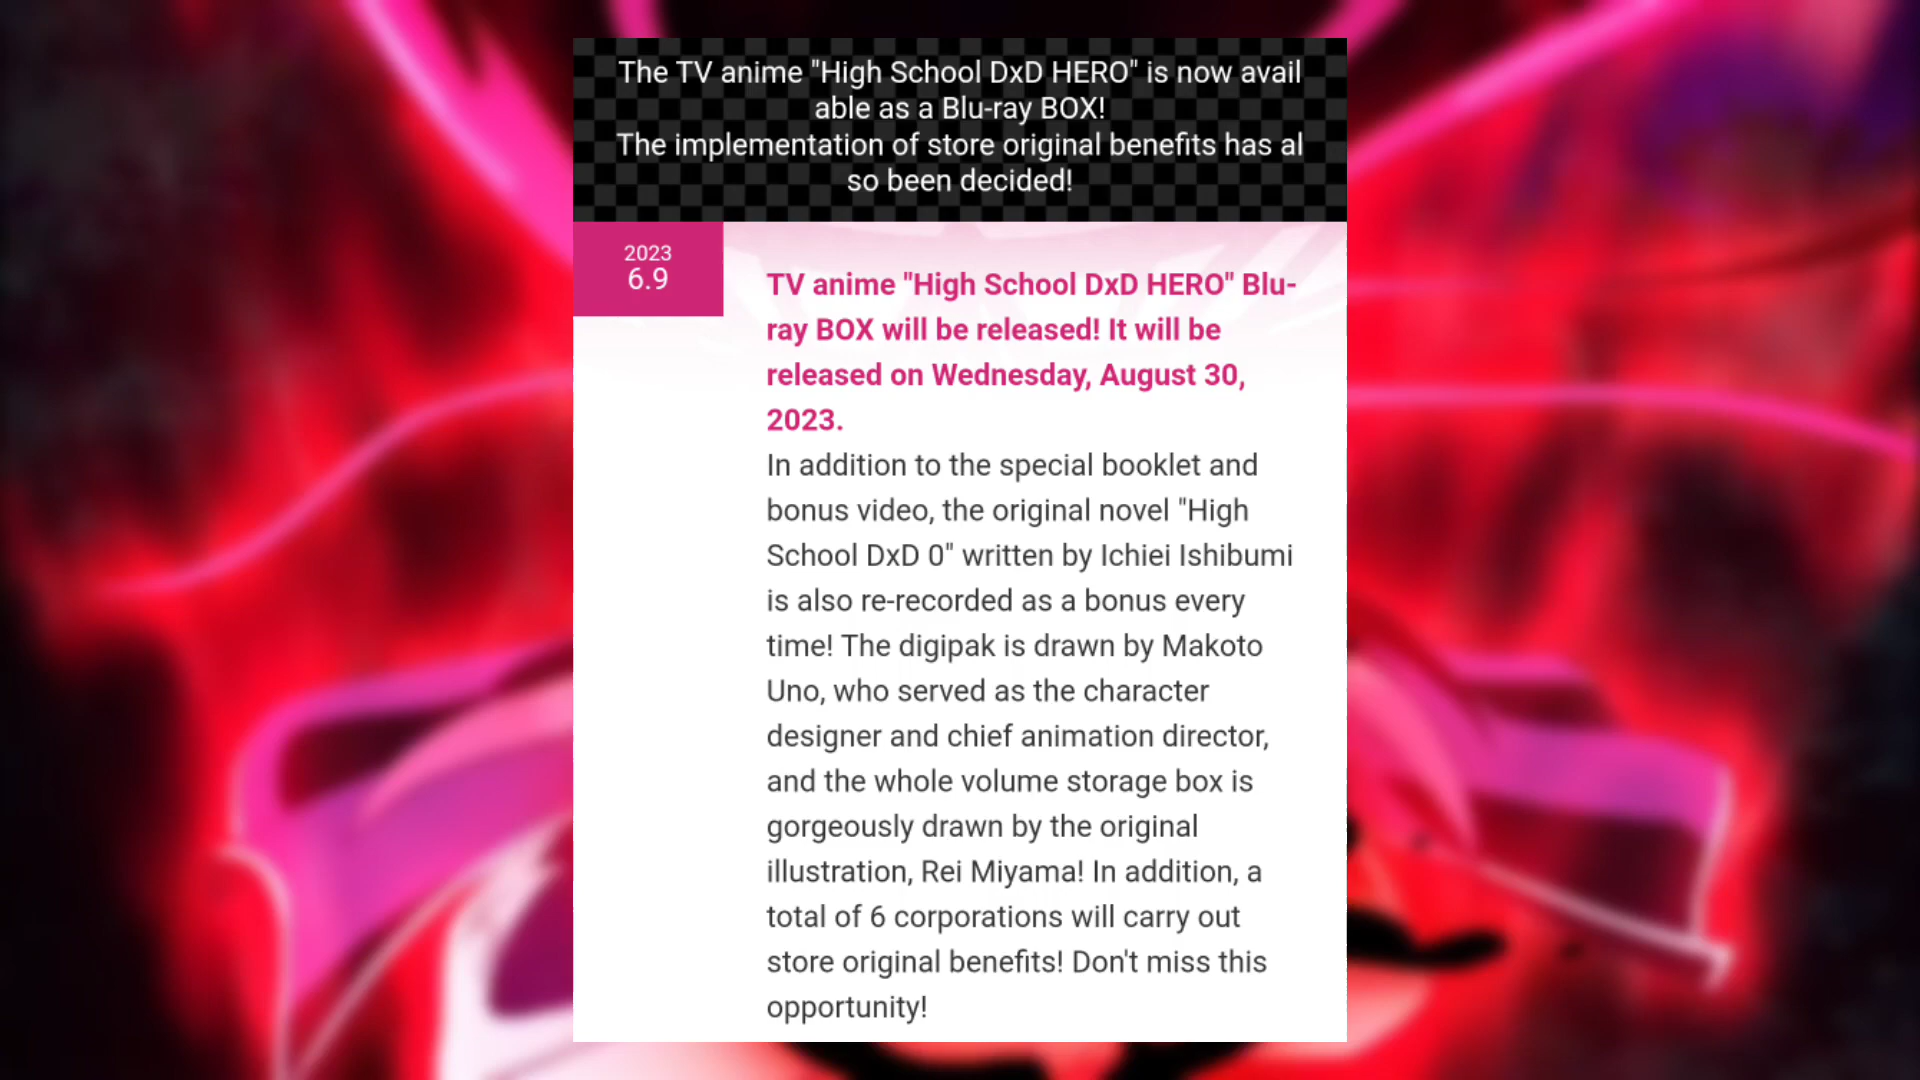 The TV anime "High School DxD HERO" is now avail
able as a Blu-ray BOX!
The implementation of store original benefits has al
so been decided!
2023
6.9
TV anime "High School DxD HERO" Blu-
ray BOX will be released! It will be
released on Wednesday, August 30,
2023.
In addition to the special booklet and
bonus video, the original novel "High
School DxD 0" written by Ichiei Ishibumi
is also re-recorded as a bonus every
time! The digipak is drawn by Makoto
Uno, who served as the character
designer and chief animation director,
and the whole volume storage box is
gorgeously drawn by the original
illustration, Rei Miyama! In addition, a
total of 6 corporations will carry out
store original benefits! Don't miss this
opportunity!